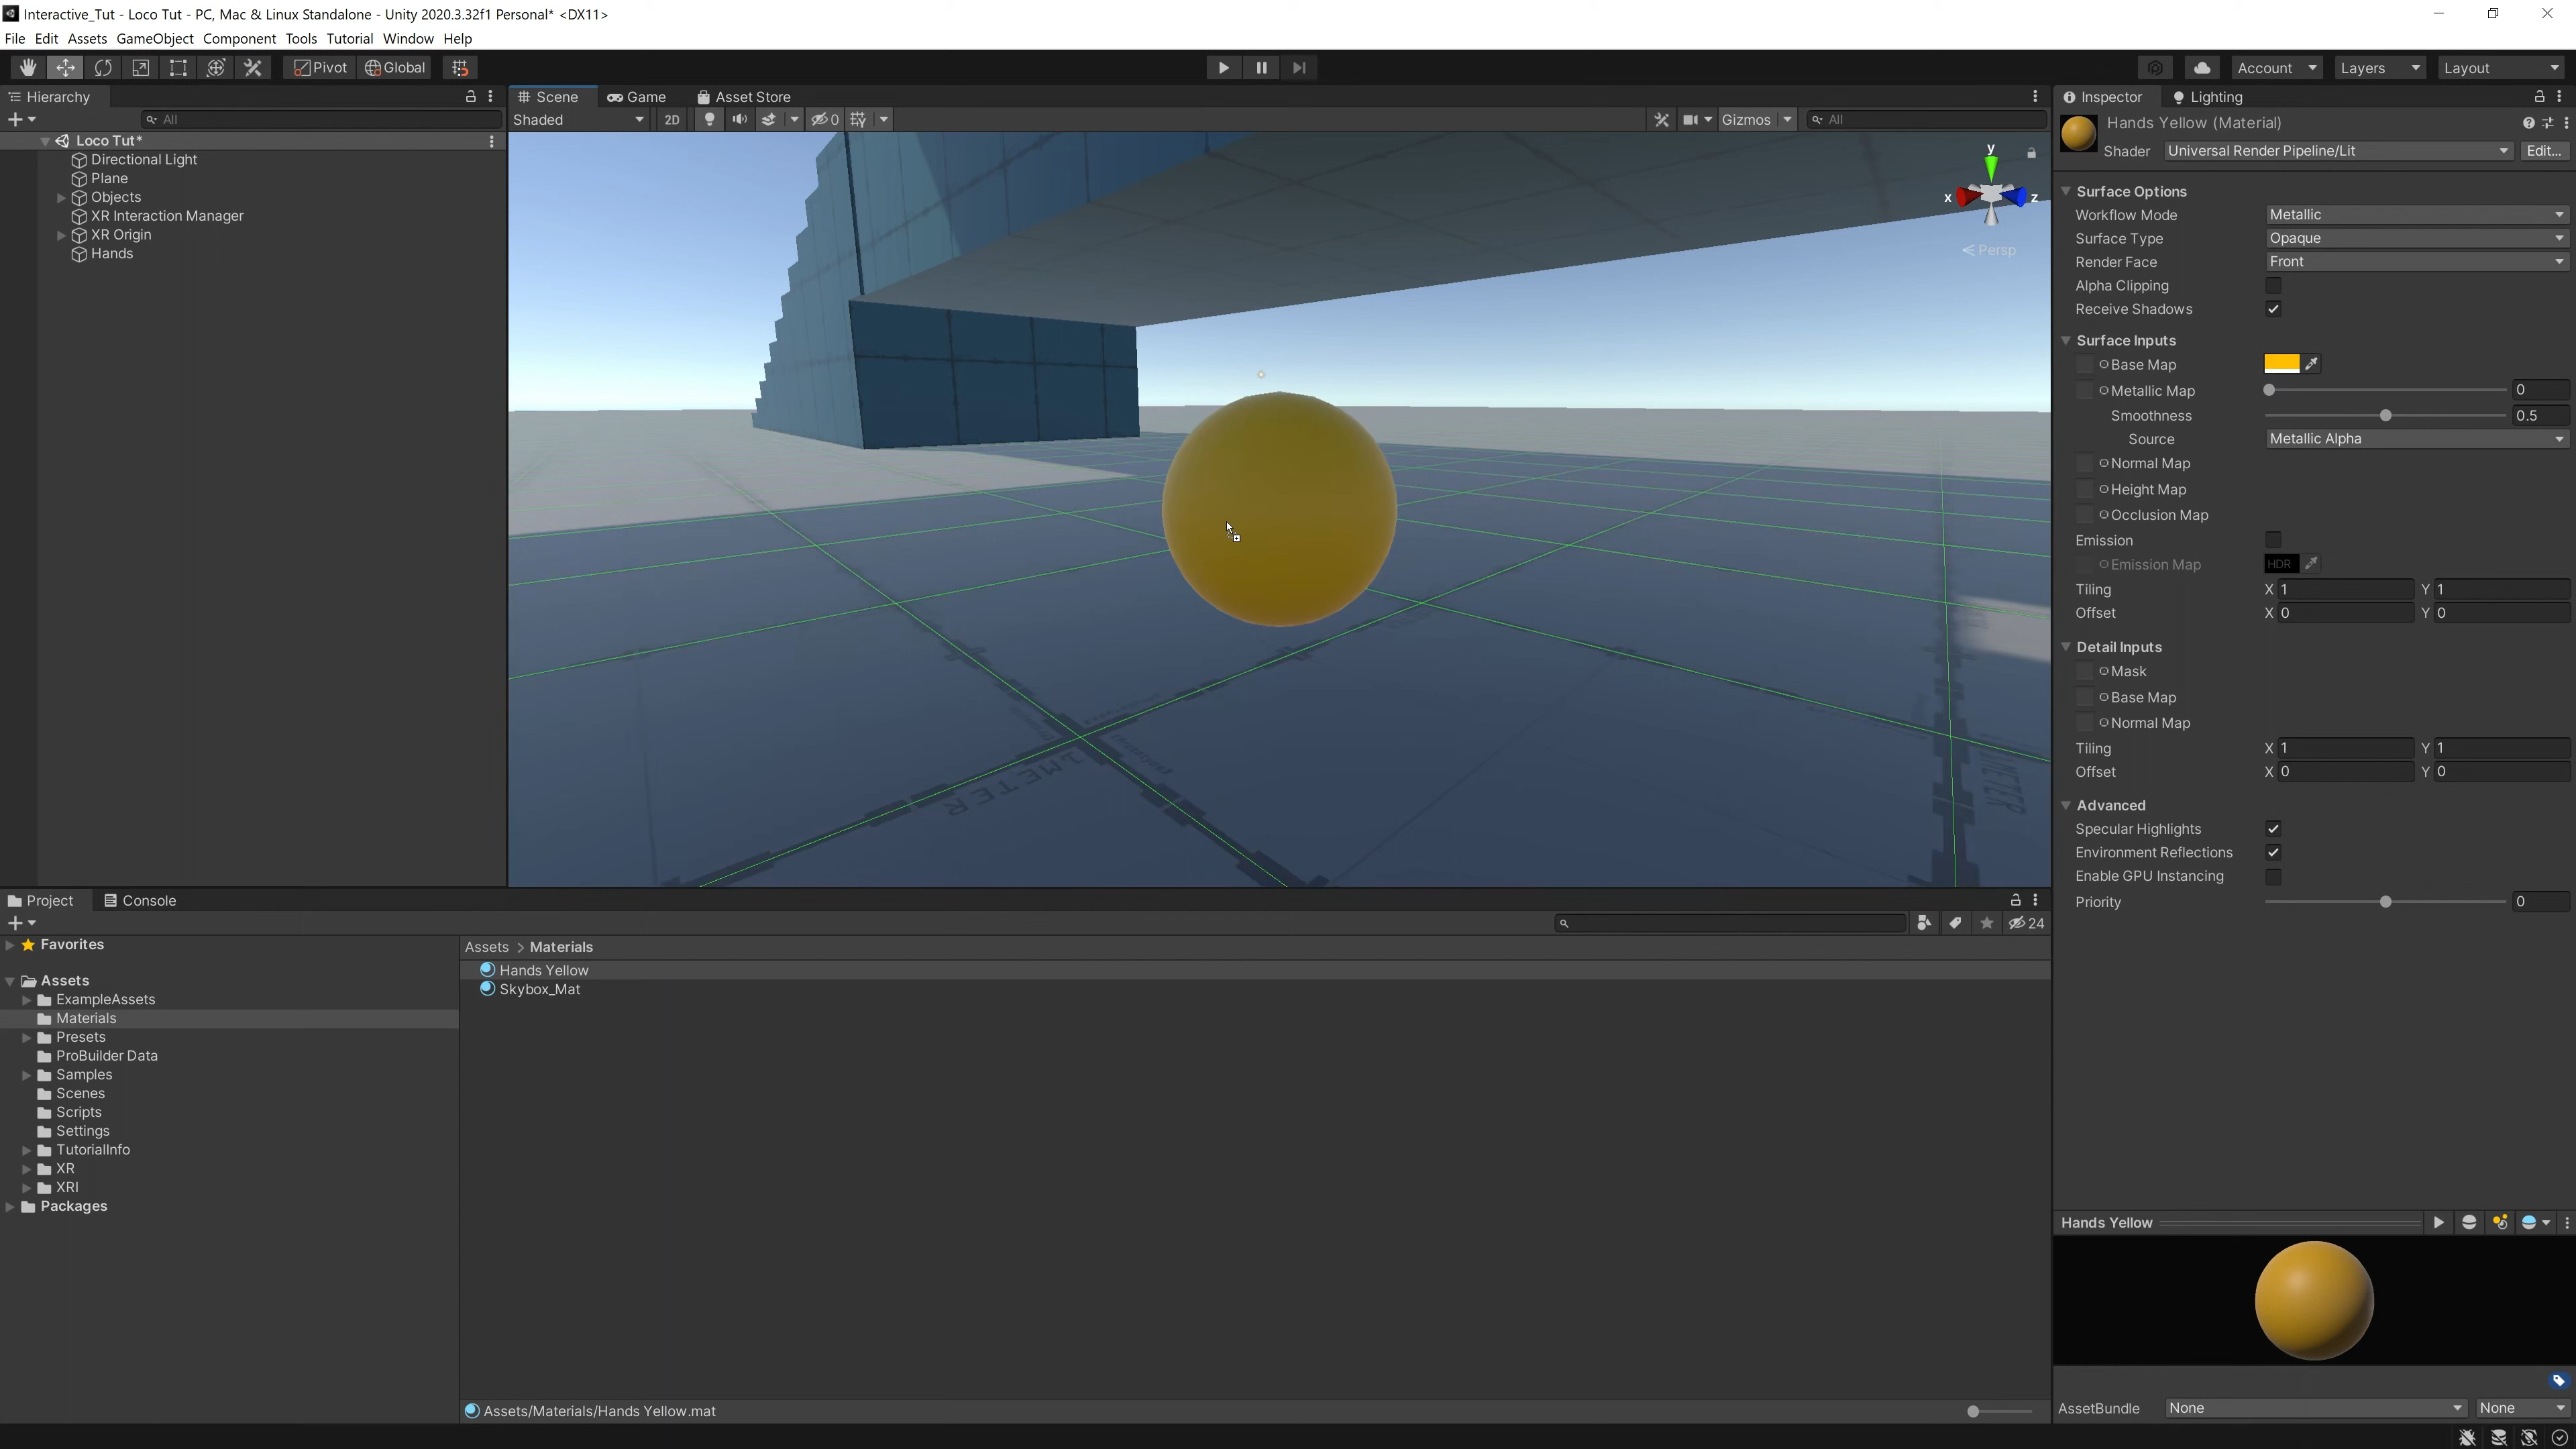 Interactive_Tut - Loco Tut - PC, Mac & Linux Standalone - Unity 2020.3.32f1 Personal* <DX11>
File Edit Assets GameObject Component Tools Tutorial Window Help
Pivot Global Account Layers Layout
Hierarchy
All
Loco Tut*
Directional Light
Plane
Objects
XR Interaction Manager
XR Origin
Hands
Scene Game Asset Store
Shaded 2D 0 Gizmos All
y
x z
Persp
METER
METER
Inspector Lighting
Hands Yellow (Material)
Shader Universal Render Pipeline/Lit Edit...
Surface Options
Workflow Mode Metallic
Surface Type Opaque
Render Face Front
Alpha Clipping
Receive Shadows
Surface Inputs
Base Map
Metallic Map 0
Smoothness 0.5
Source Metallic Alpha
Normal Map
Height Map
Occlusion Map
Emission
Emission Map HDR
Tiling X 1 Y 1
Offset X 0 Y 0
Detail Inputs
Mask
Base Map
Normal Map
Tiling X 1 Y 1
Offset X 0 Y 0
Advanced
Specular Highlights
Environment Reflections
Enable GPU Instancing
Priority 0
Project Console
24
Favorites
Assets
ExampleAssets
Materials
Presets
ProBuilder Data
Samples
Scenes
Scripts
Settings
TutorialInfo
XR
XRI
Packages
Assets > Materials
Hands Yellow
Skybox_Mat
Assets/Materials/Hands Yellow.mat
Hands Yellow
AssetBundle None None